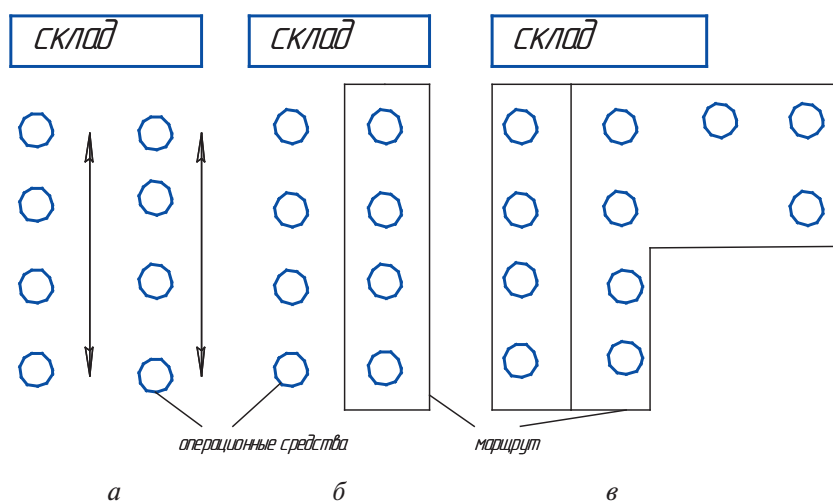 склад склад склад
операционные средства маршрут
а б в